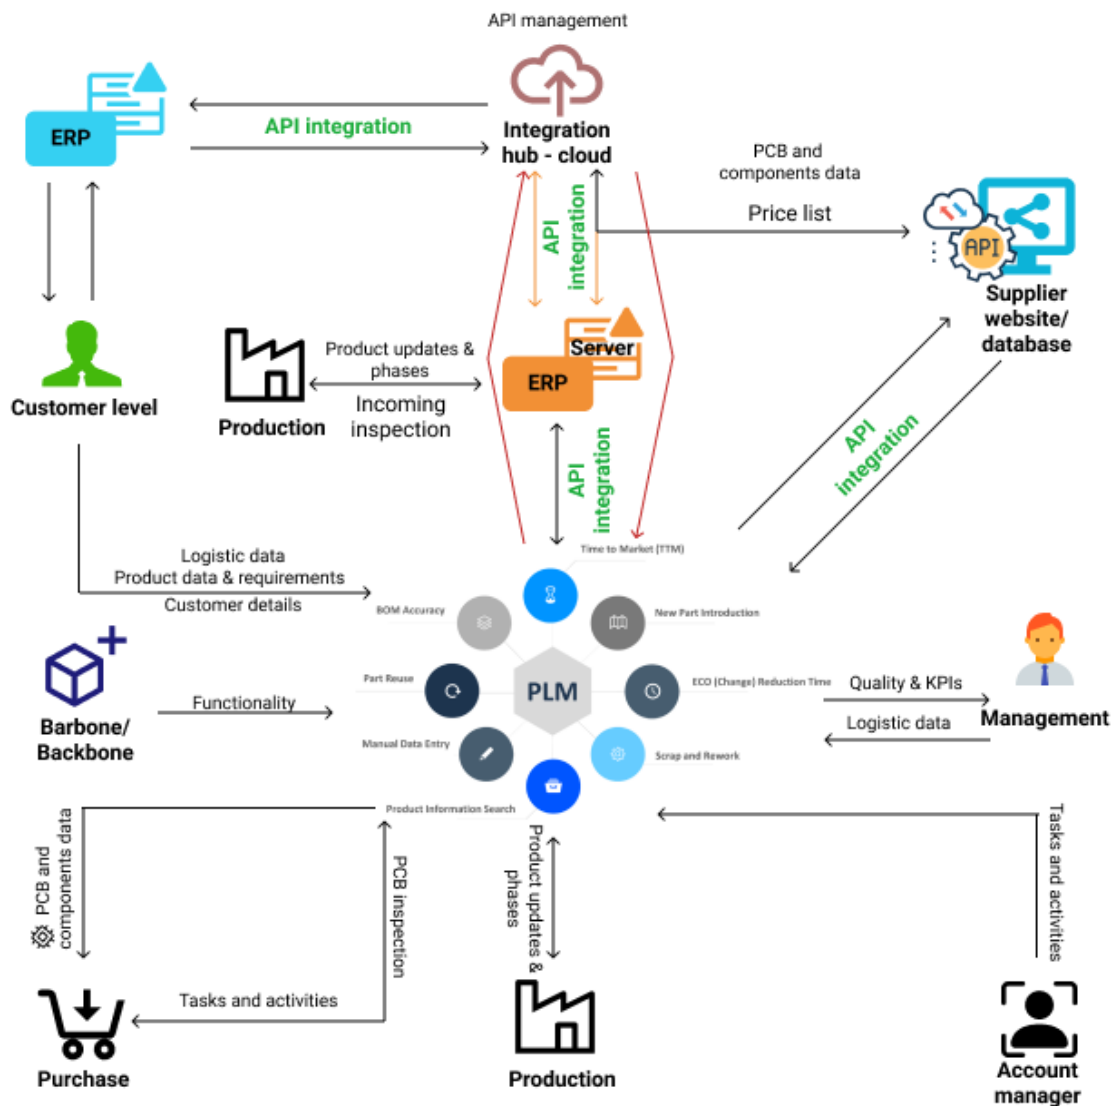 API management
ERP
API integration
Integration
hub - cloud
PCB and
components data
Price list
API
Supplier
website/
database
API
integration
Server
ERP
Product updates &
phases
Incoming
inspection
Production
Customer level
API
integration
API
integration
Logistic data
Product data & requirements
Customer details
Time to Market (TTM)
BOM Accuracy
New Part Introduction
Part Reuse
PLM
ECO (Change) Reduction Time
Manual Data Entry
Scrap and Rework
Product Information Search
Barbone/
Backbone
Functionality
Quality & KPIs
Logistic data
Management
PCB and
components data
PCB inspection
Tasks and activities
Purchase
Product updates &
phases
Production
Tasks and activities
Account
manager